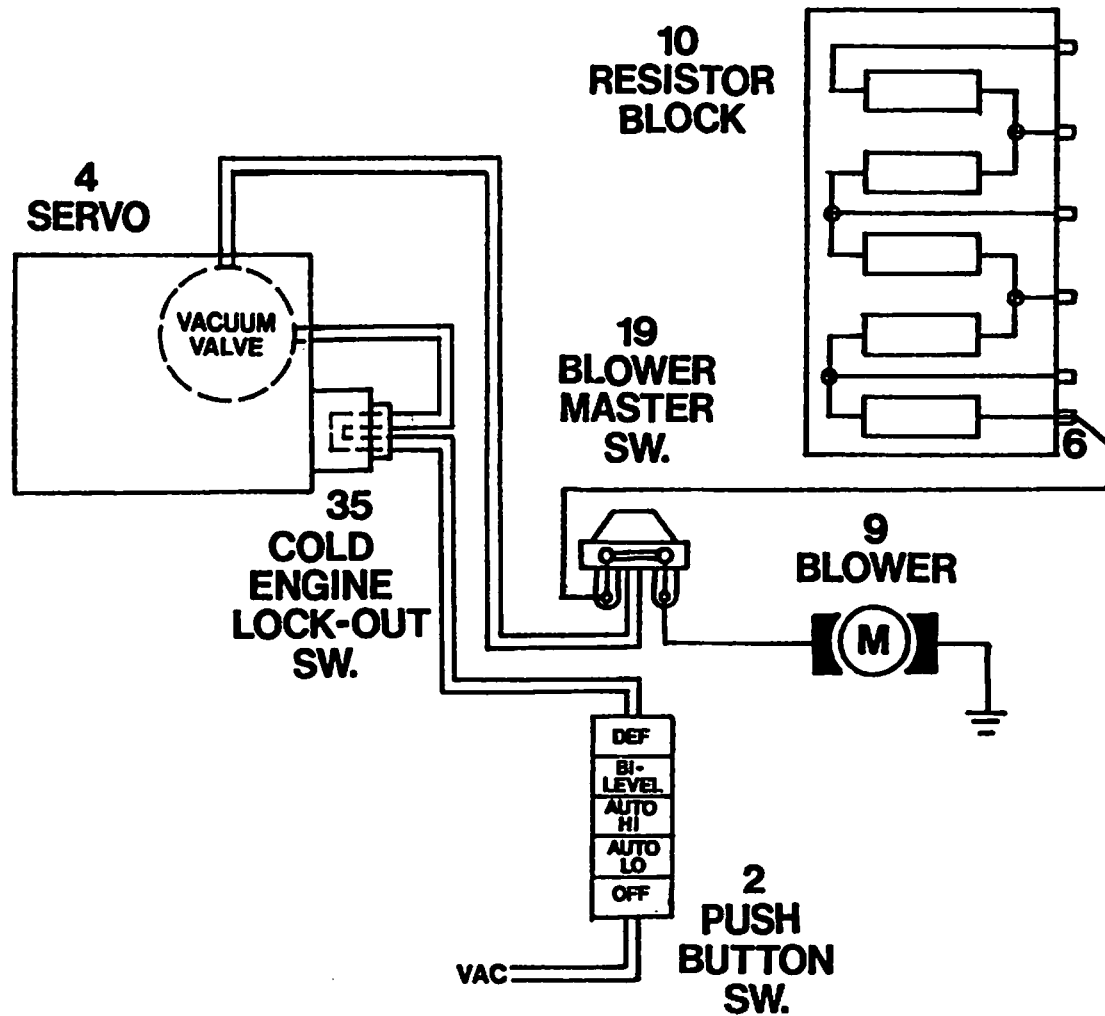 10
RESISTOR
BLOCK
4
SERVO
VACUUM
VALVE
19
BLOWER
MASTER
SW.
6
35
COLD
ENGINE
LOCK-OUT
SW.
9
BLOWER
M
DEF
BI-
LEVEL
AUTO
HI
AUTO
LO
OFF
2
PUSH
BUTTON
SW.
VAC